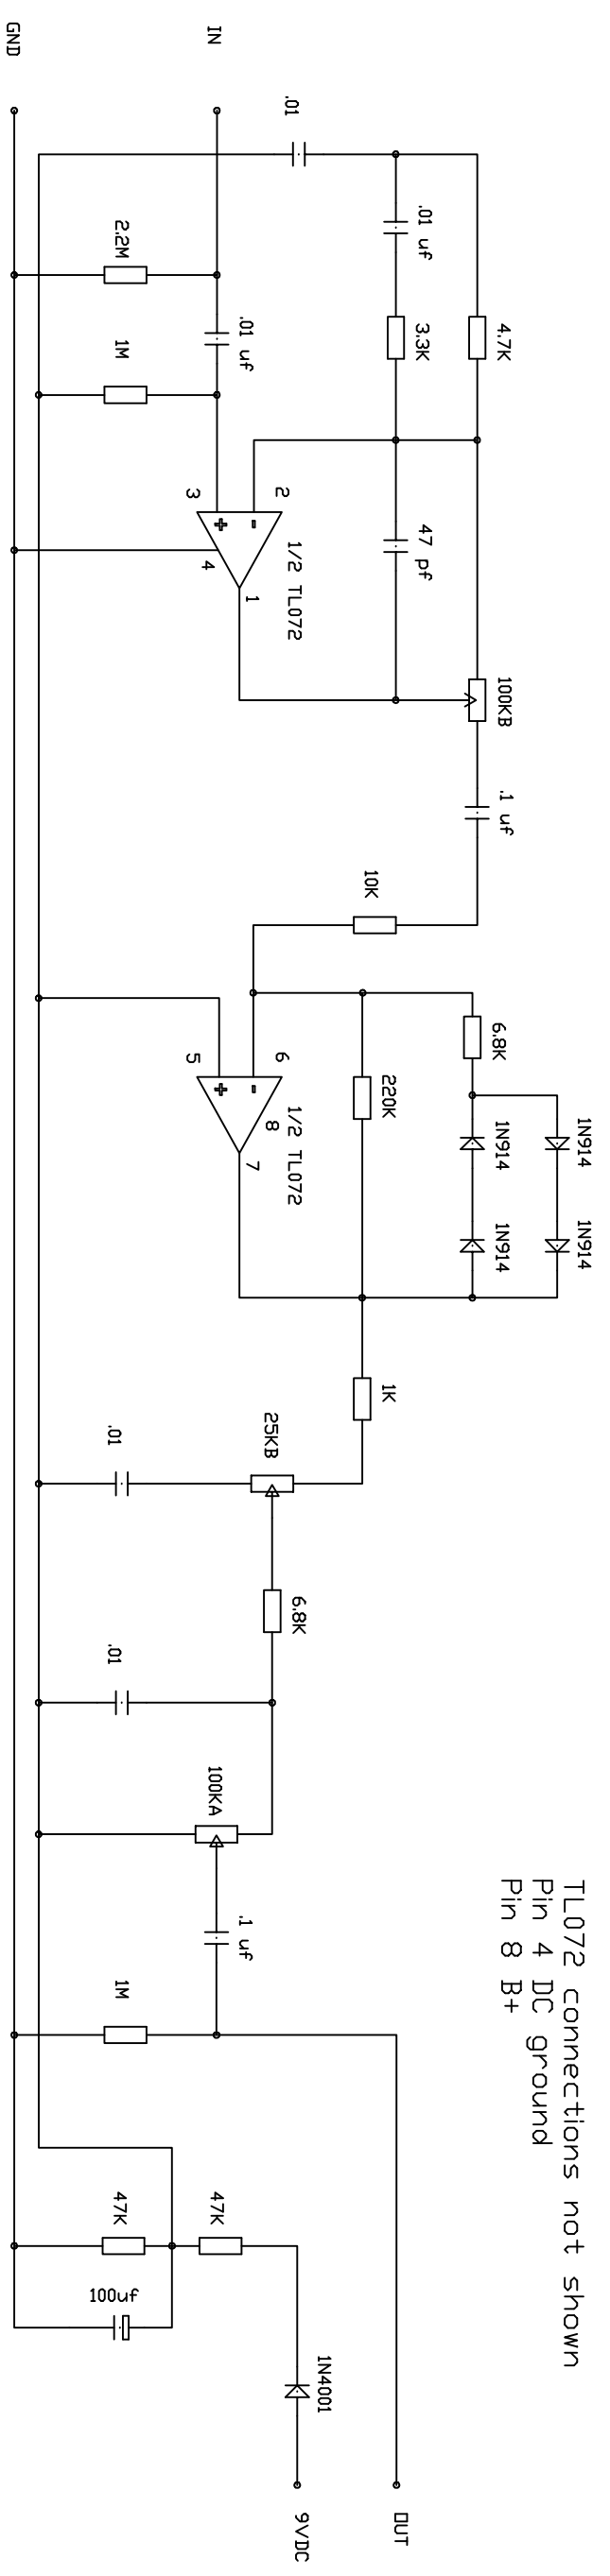 GND
IN
.01
2.2M
.01 uf
4.7K
3.3K
1M
.01 uf
3
2
+
-
4
1
1/2 TL072
47 pf
100KB
.1 uf
10K
5
6
+
-
8
7
1/2 TL072
220K
6.8K
1N914
1N914
1N914
1N914
1K
25KB
.01
6.8K
.01
100KA
.1 uf
1M
TL072 connections not shown
Pin 4 DC ground
Pin 8 B+
47K
47K
100uf
1N4001
9VDC
OUT